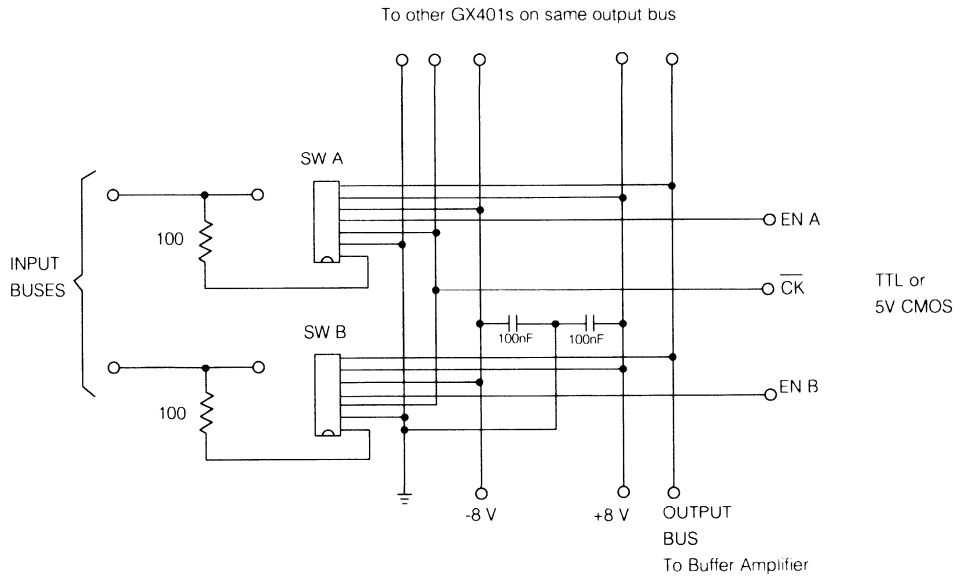 To other GX401s on same output bus
SW A
100
EN A
INPUT
BUSES
CK
TTL or
5V CMOS
SW B
100nF
100nF
100
EN B
-8 V
+8 V
OUTPUT
BUS
To Buffer Amplifier